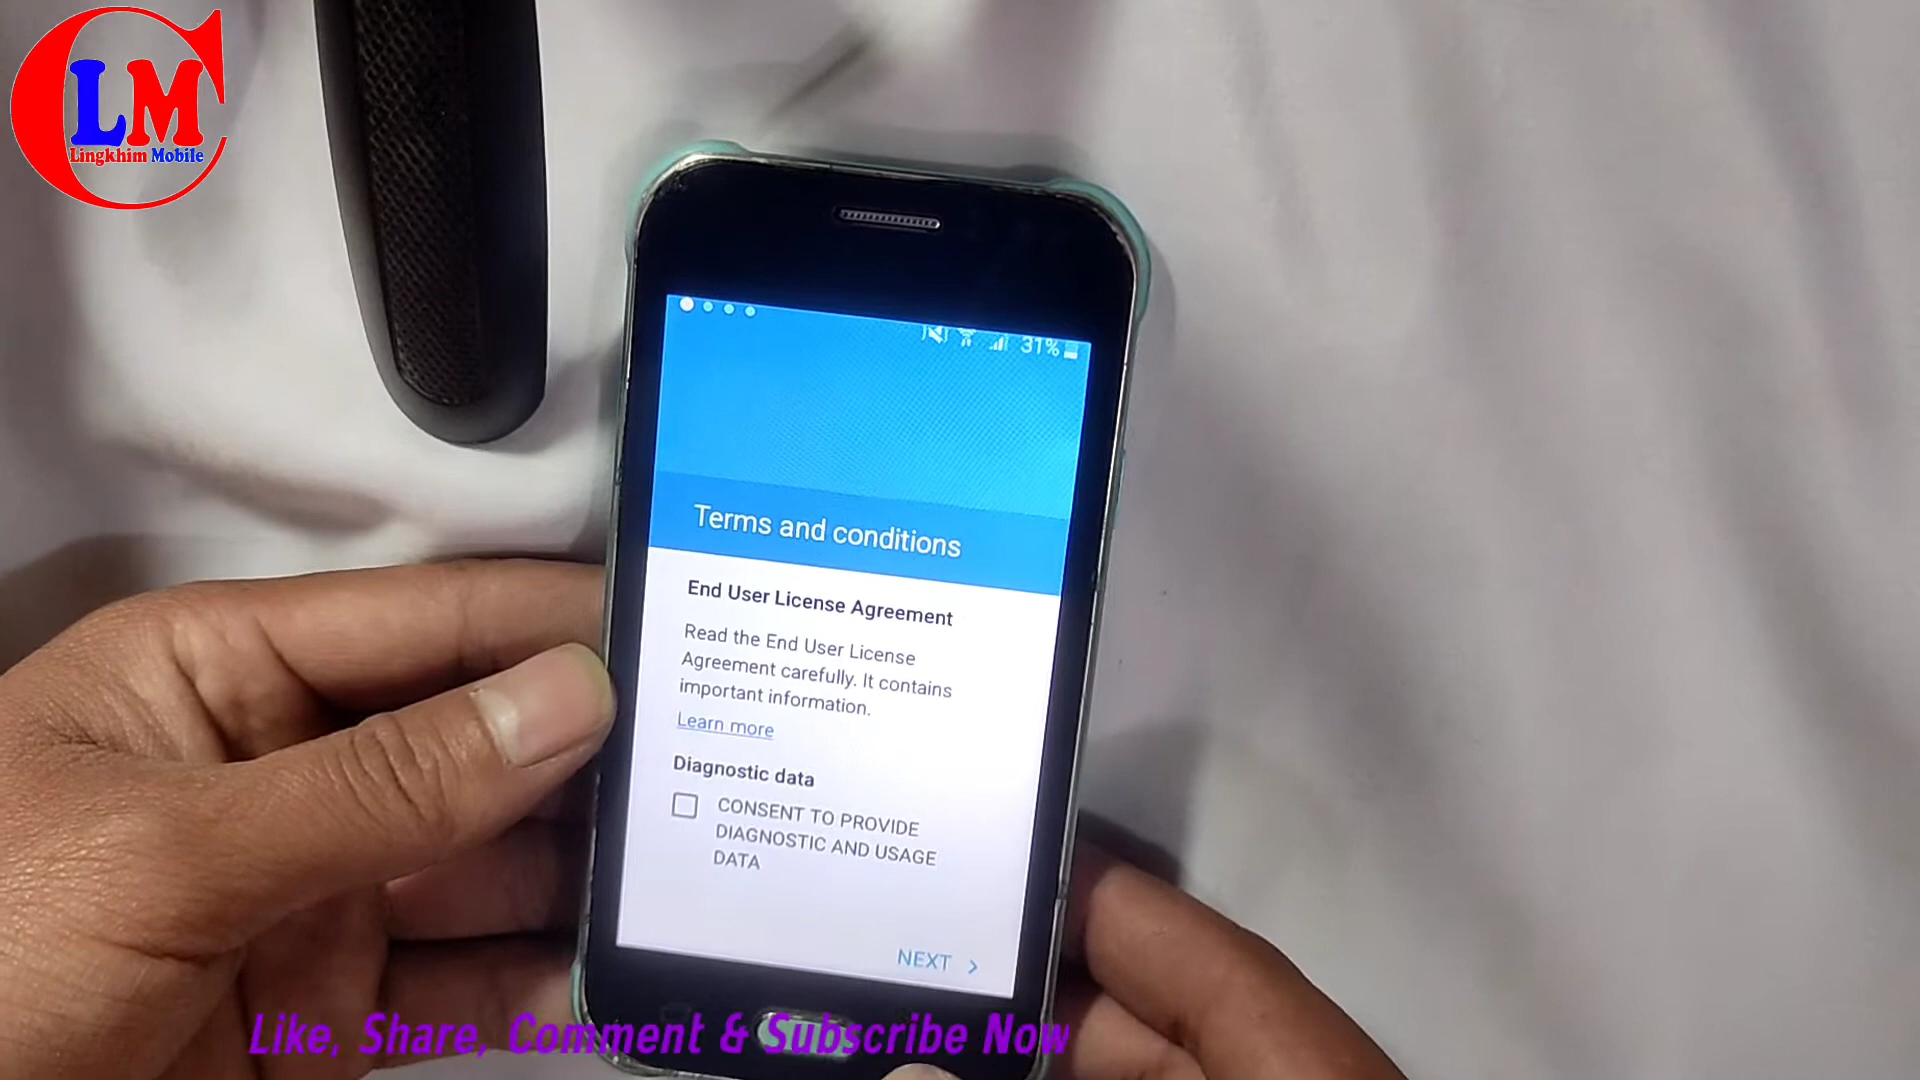 LM
Lingkhim Mobile
31%
Terms and conditions
End User License Agreement
Read the End User License
Agreement carefully. It contains
important information.
Learn more
Diagnostic data
CONSENT TO PROVIDE
DIAGNOSTIC AND USAGE
DATA
NEXT >
Like, Share, Comment & Subscribe Now